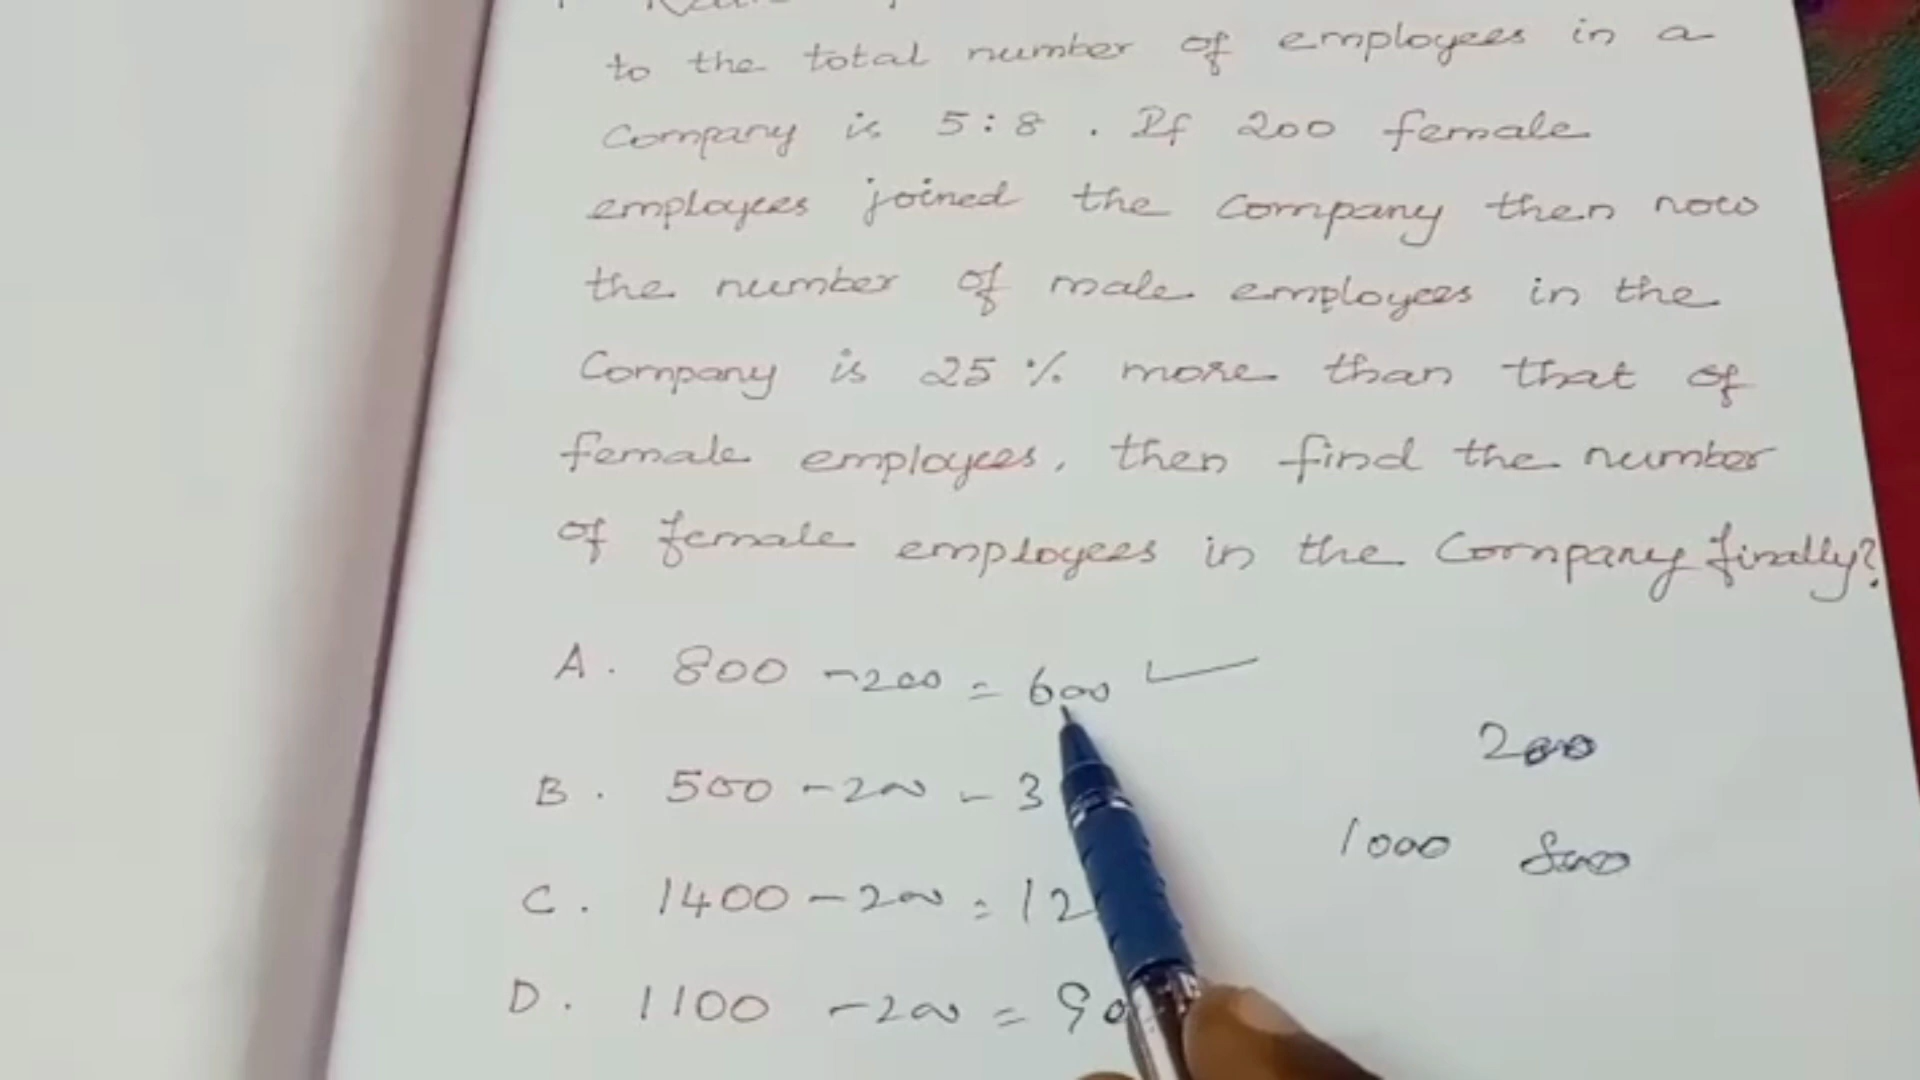 to the total number of employees in a
Company is 5:8 . If 200 female
employees joined the Company then now
the number of male employees in the
Company is 25 % more than that of
female employees, then find the number
of female employees in the Company finally?
A. 800 - 200 = 600
200
B. 500 - 200 - 3
1000 800
C. 1400 - 200 = 12
D. 1100 - 200 = 90